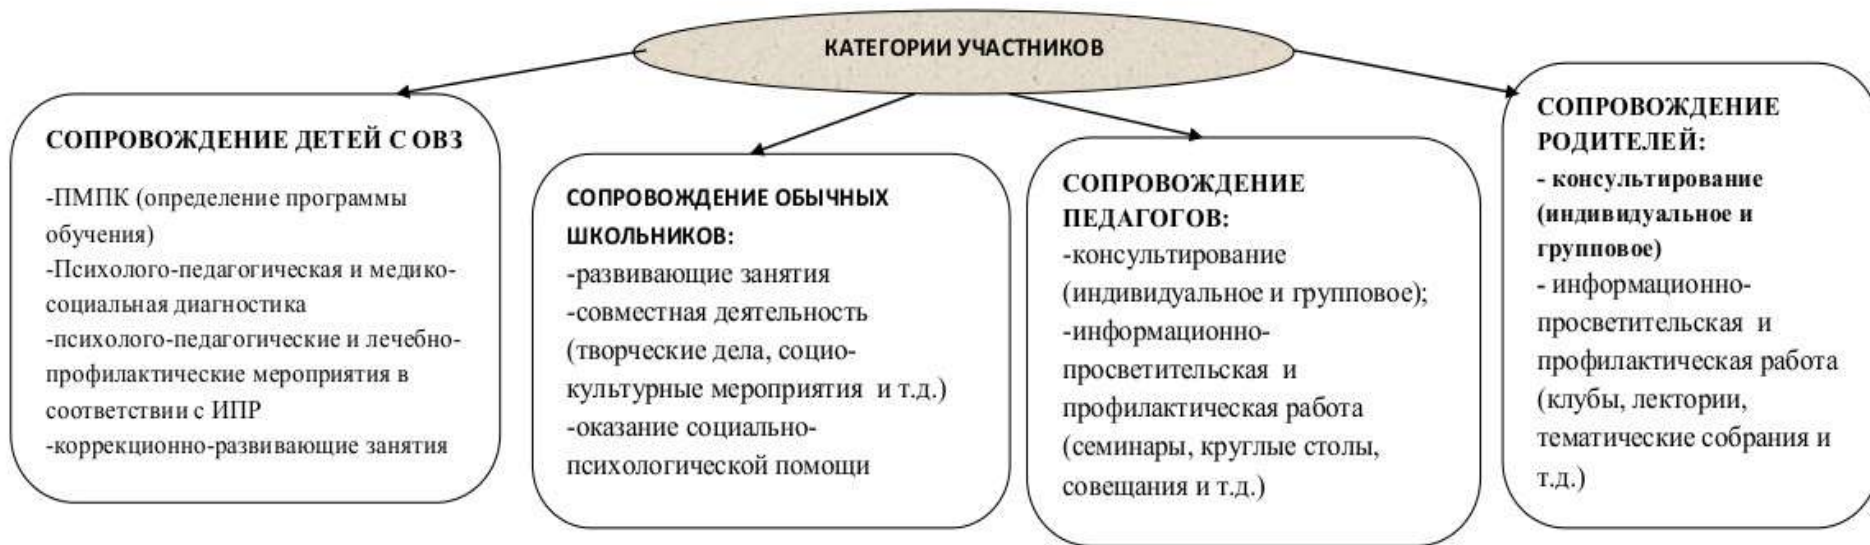 КАТЕГОРИИ УЧАСТНИКОВ
СОПРОВОЖДЕНИЕ ДЕТЕЙ С ОВЗ
-ПМПК (определение программы
обучения)
-Психолого-педагогическая и медико-
социальная диагностика
-психолого-педагогические и лечебно-
профилактические мероприятия в
соответствии с ИПР
-коррекционно-развивающие занятия
СОПРОВОЖДЕНИЕ ОБЫЧНЫХ
ШКОЛЬНИКОВ:
-развивающие занятия
-совместная деятельность
(творческие дела, социо-
культурные мероприятия и т.д.)
-оказание социально-
психологической помощи
СОПРОВОЖДЕНИЕ
ПЕДАГОГОВ:
-консультирование
(индивидуальное и групповое);
-информационно-
просветительская и
профилактическая работа
(семинары, круглые столы,
совещания и т.д.)
СОПРОВОЖДЕНИЕ
РОДИТЕЛЕЙ:
- консультирование
(индивидуальное и
групповое)
- информационно-
просветительская и
профилактическая работа
(клубы, лектории,
тематические собрания и
т.д.)